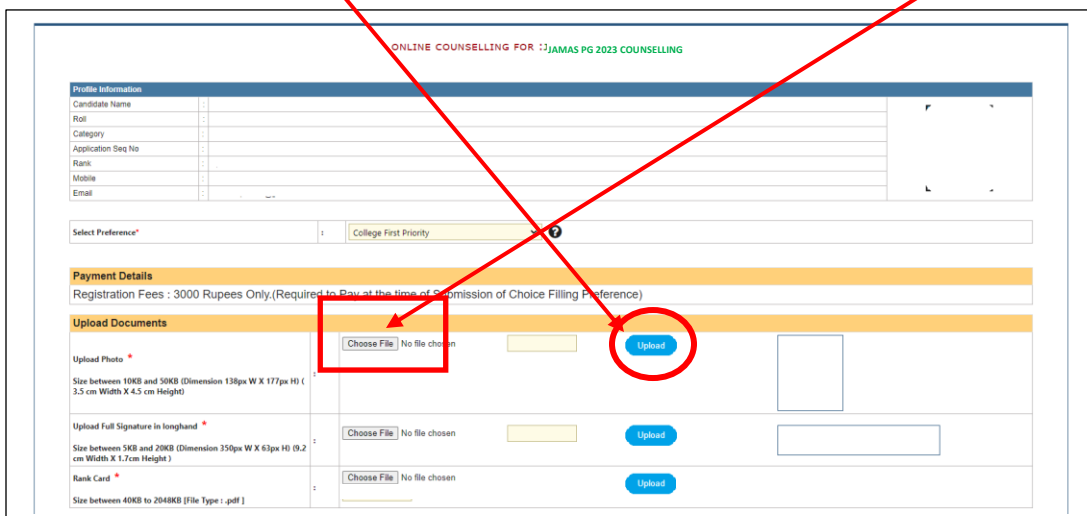 ONLINE COUNSELLING FOR ::JAMAS PG 2023 COUNSELLING
Profile Information
Candidate Name :
Roll :
Category :
Application Seq No :
Rank :
Mobile :
Email :
Select Preference* : College First Priority
Payment Details
Registration Fees : 3000 Rupees Only.(Required to Pay at the time of Submission of Choice Filling Preference)
Upload Documents
Upload Photo *
Size between 10KB and 50KB (Dimension 138px W X 177px H) (
3.5 cm Width X 4.5 cm Height)
:
Choose File No file chosen
Upload
Upload Full Signature in longhand *
Size between 5KB and 20KB (Dimension 350px W X 63px H) (9.2
cm Width X 1.7cm Height )
:
Choose File No file chosen
Upload
Rank Card *
Size between 40KB to 2048KB [File Type : .pdf ]
:
Choose File No file chosen
Upload